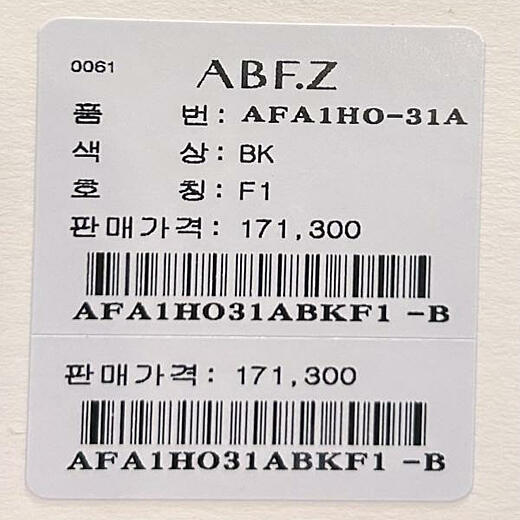 0061 ABF.Z
품 번: AFA1HO-31A
색 상: BK
호 칭: F1
판매가격: 171,300
AFA1HO31ABKF1 -B
판매가격: 171,300
AFA1HO31ABKF1 -B